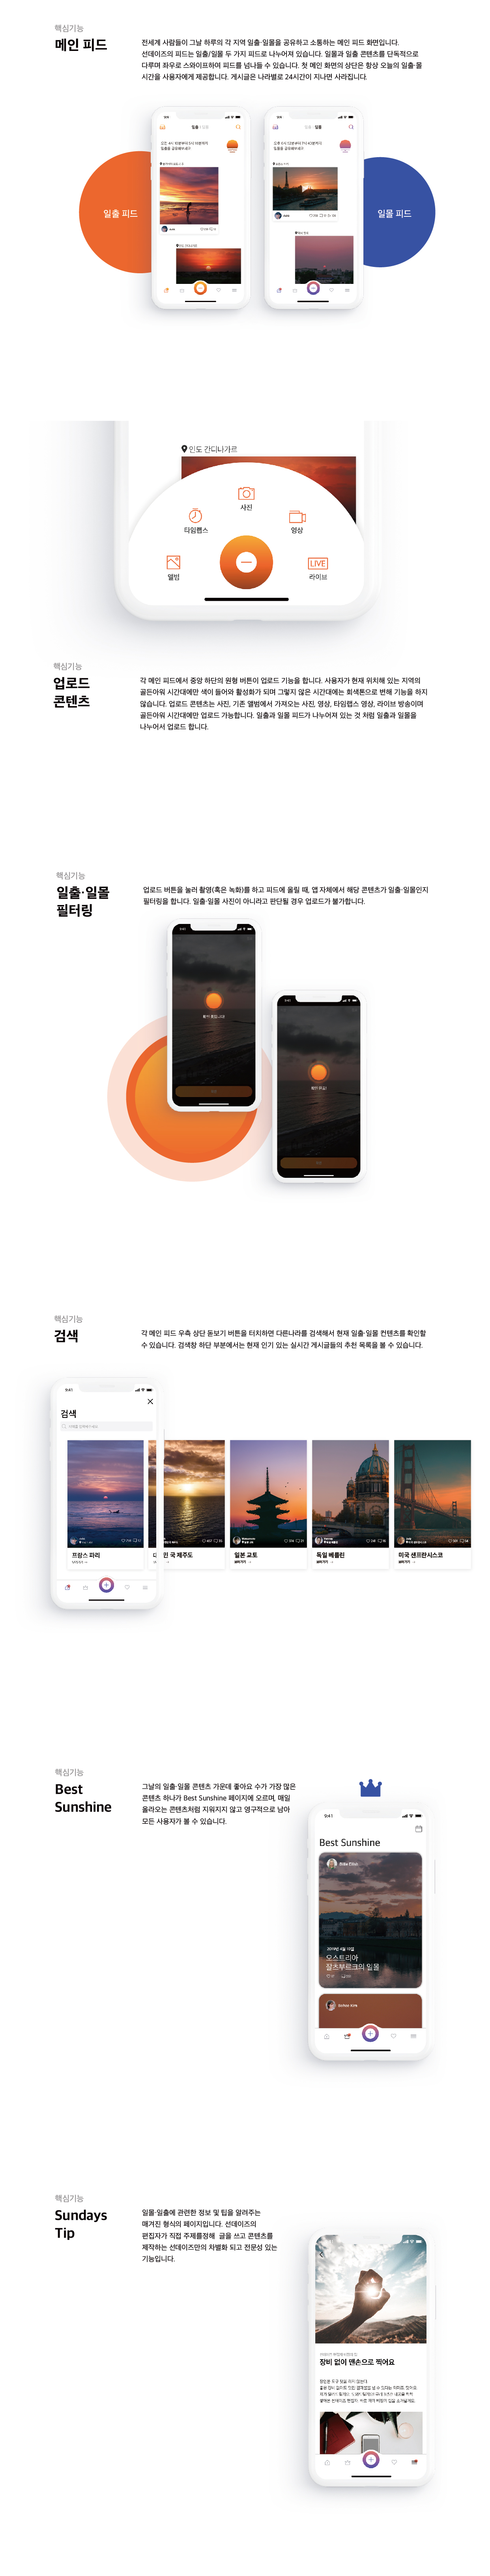 핵심기능
메인 피드
전세계 사람들이 그날 하루의 각 지역 일출·일몰을 공유하고 소통하는 메인 피드 화면입니다.
선데이즈의 피드는 일출/일몰 두 가지 피드로 나누어져 있습니다. 일몰과 일출 콘텐츠를 단독적으로
다루며 좌우로 스와이프하여 피드를 넘나들 수 있습니다. 첫 메인 화면의 상단은 항상 오늘의 일출·몰
시간을 사용자에게 제공합니다. 게시글은 나라별로 24시간이 지나면 사라집니다.
일출 피드
일몰 피드
인도 간디나가르
사진
타임랩스
영상
앨범
LIVE
라이브
핵심기능
업로드
콘텐츠
각 메인 피드에서 중앙 하단의 원형 버튼이 업로드 기능을 합니다. 사용자가 현재 위치해 있는 지역의
골든아워 시간대에만 색이 들어와 활성화가 되며 그렇지 않은 시간대에는 회색톤으로 변해 기능을 하지
않습니다. 업로드 콘텐츠는 사진, 기존 앨범에서 가져오는 사진, 영상, 타임랩스 영상, 라이브 방송이며
골든아워 시간대에만 업로드 가능합니다. 일출과 일몰 피드가 나누어져 있는 것 처럼 일출과 일몰을
나누어서 업로드 합니다.
핵심기능
일출·일몰
필터링
업로드 버튼을 눌러 촬영(혹은 녹화)를 하고 피드에 올릴 때, 앱 자체에서 해당 콘텐츠가 일출·일몰인지
필터링을 합니다. 일출·일몰 사진이 아니라고 판단될 경우 업로드가 불가합니다.
핵심기능
검색
각 메인 피드 우측 상단 돋보기 버튼을 터치하면 다른나라를 검색해서 현재 일출·일몰 컨텐츠를 확인할
수 있습니다. 검색창 하단 부분에서는 현재 인기 있는 실시간 게시글들의 추천 목록을 볼 수 있습니다.
9:41
검색
프랑스 파리
민국 제주도
일본 교토
독일 베를린
미국 샌프란시스코
핵심기능
Best
Sunshine
그날의 일출·일몰 콘텐츠 가운데 좋아요 수가 가장 많은
콘텐츠 하나가 Best Sunshine 페이지에 오르며, 매일
올라오는 콘텐츠처럼 지워지지 않고 영구적으로 남아
모든 사용자가 볼 수 있습니다.
9:41
Best Sunshine
오스트리아
잘츠부르크의 일몰
핵심기능
Sundays
Tip
일몰·일출에 관련한 정보 및 팁을 알려주는
매거진 형식의 페이지입니다. 선데이즈의
편집자가 직접 주제를정해 글을 쓰고 콘텐츠를
제작하는 선데이즈만의 차별화 되고 전문성 있는
기능입니다.
장비 없이 맨손으로 찍어요